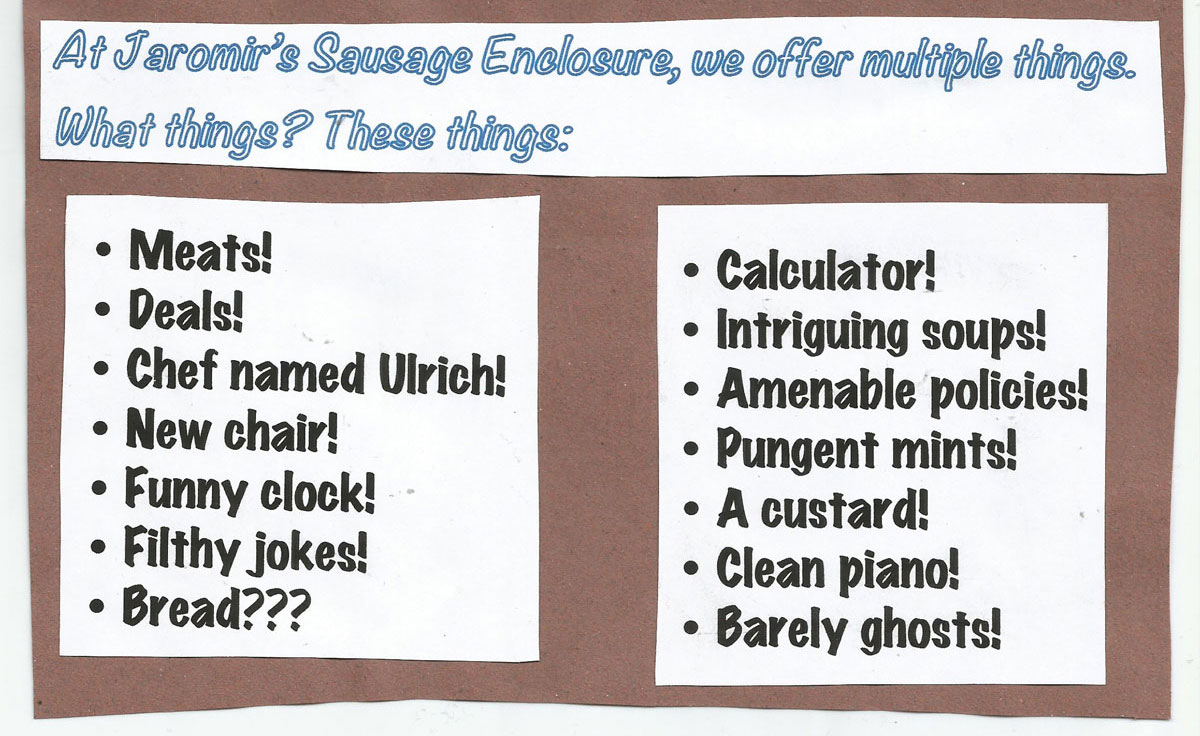 At Jaromir's Sausage Enclosure, we offer multiple things.
What things? These things:
• Meats!
• Deals!
• Chef named Ulrich!
• New chair!
• Funny clock!
• Filthy jokes!
• Bread???
• Calculator!
• Intriguing soups!
• Amenable policies!
• Pungent mints!
• A custard!
• Clean piano!
• Barely ghosts!